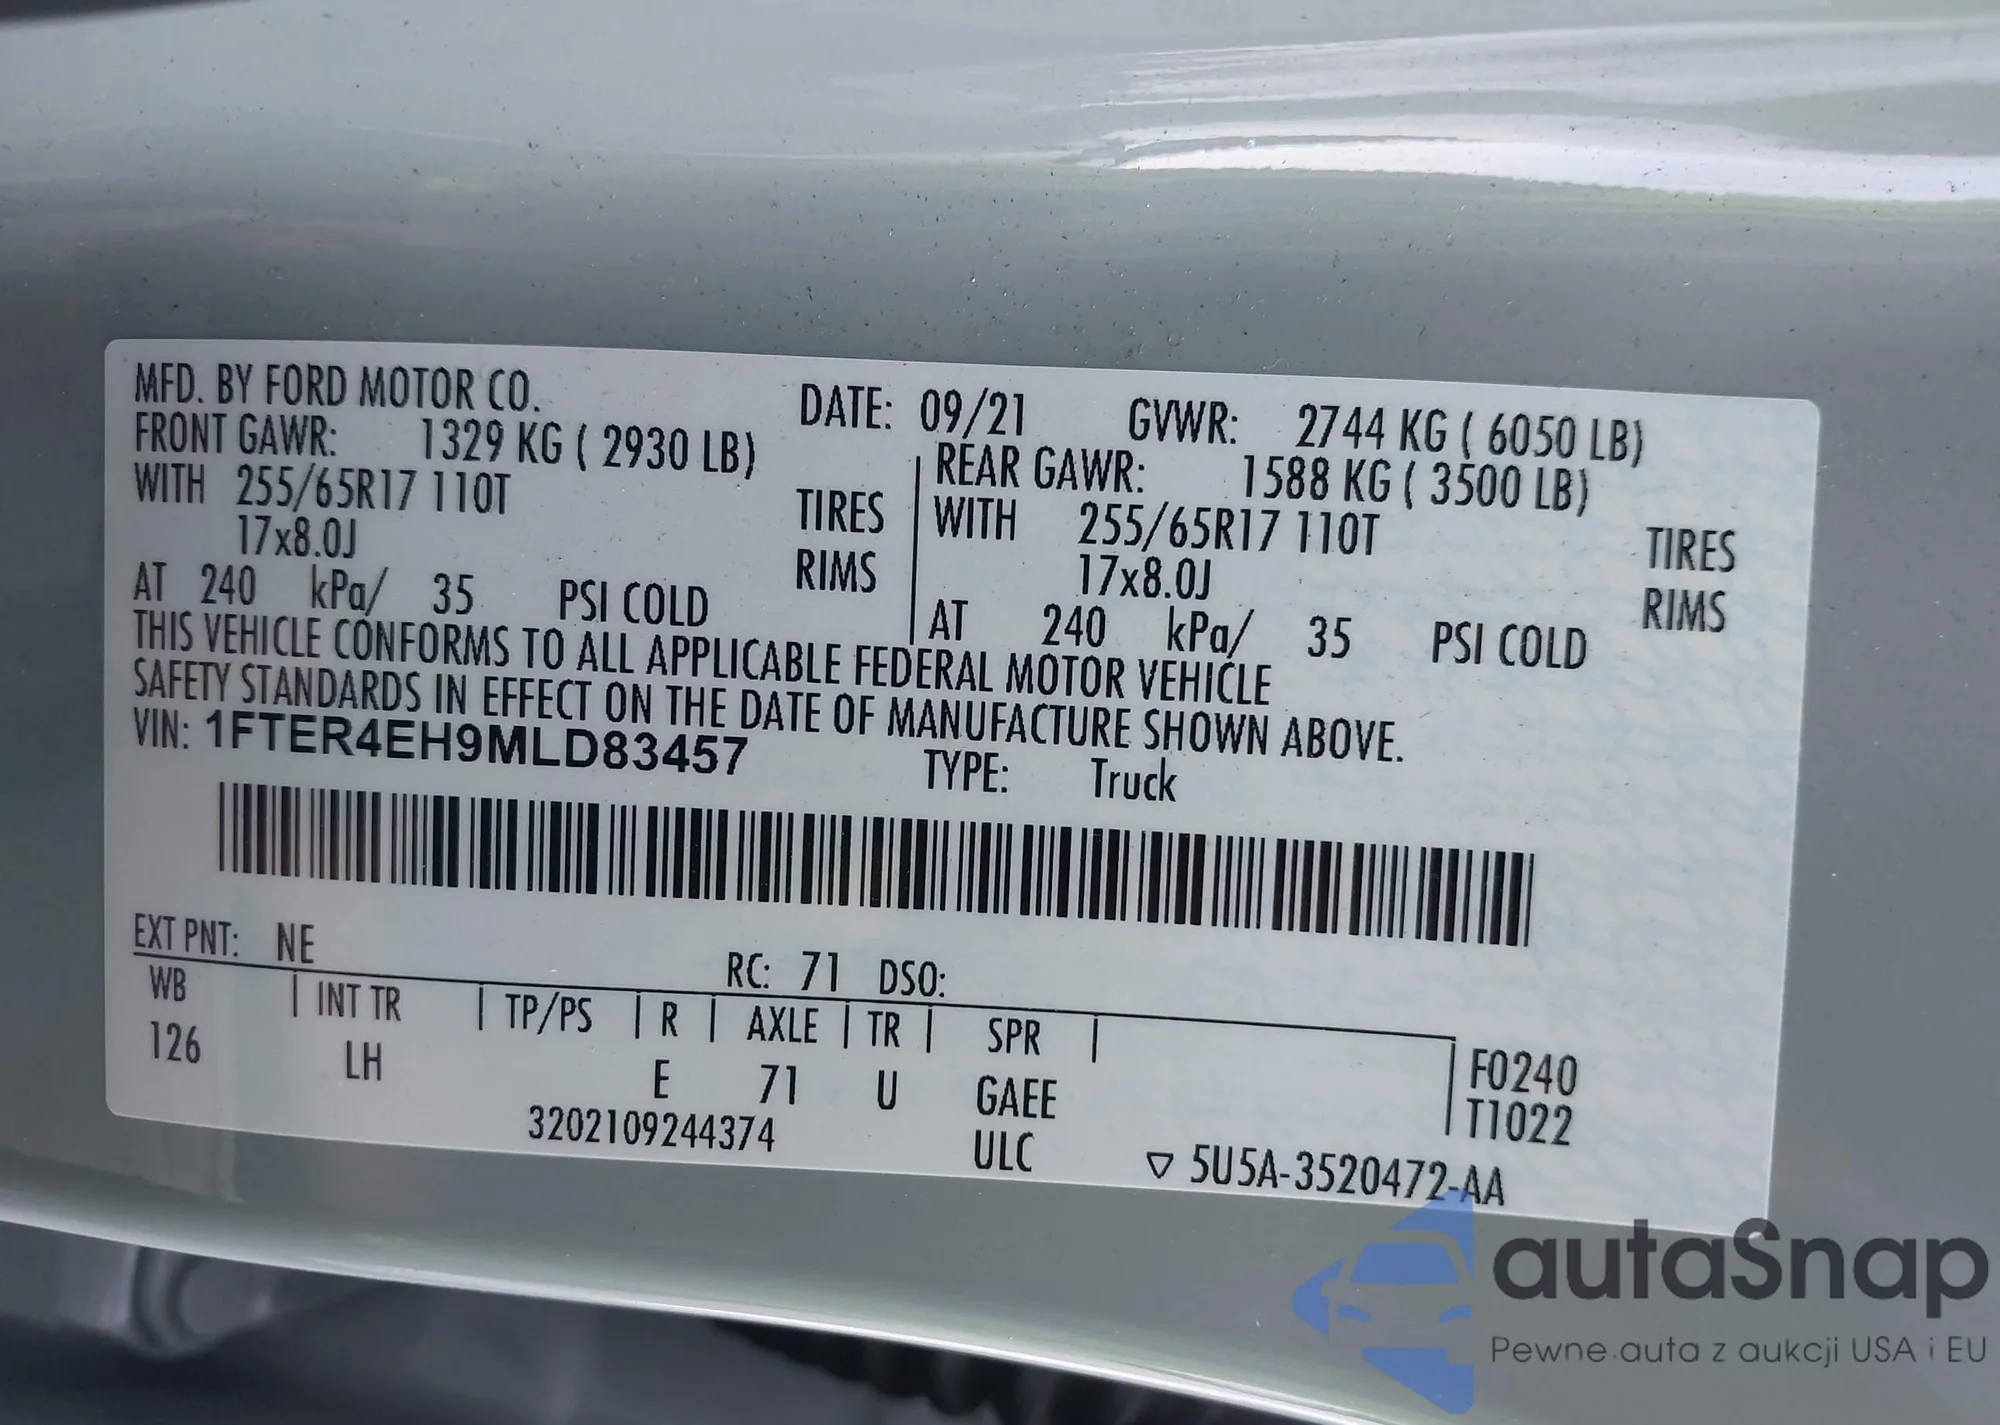 MFD. BY FORD MOTOR CO. DATE: 09/21 GVWR: 2744 KG ( 6050 LB)
FRONT GAWR: 1329 KG ( 2930 LB) REAR GAWR: 1588 KG ( 3500 LB)
WITH 255/65R17 110T TIRES WITH 255/65R17 110T TIRES
17x8.0J RIMS 17x8.0J RIMS
AT 240 kPa/ 35 PSI COLD AT 240 kPa/ 35 PSI COLD
THIS VEHICLE CONFORMS TO ALL APPLICABLE FEDERAL MOTOR VEHICLE
SAFETY STANDARDS IN EFFECT ON THE DATE OF MANUFACTURE SHOWN ABOVE.
VIN: 1FTER4EH9MLD83457 TYPE: Truck
EXT PNT: NE RC: 71 DSO:
WB INT TR TP/PS R AXLE TR SPR
126 LH E 71 U GAEE F0240
T1022
3202109244374 ULC ▽ 5U5A-3520472-AA
autaSnap
Pewne auta z aukcji USA i EU